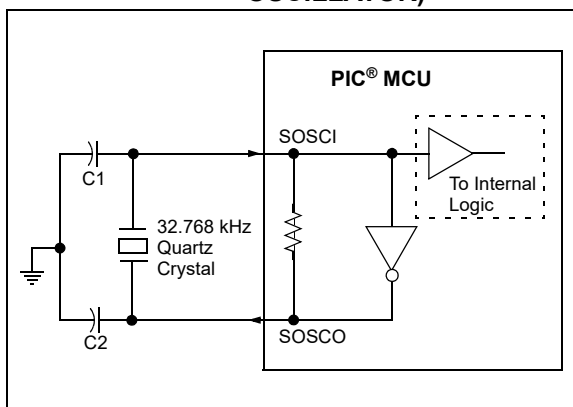 OSCILLATOR)
PIC® MCU
SOSCI
C1
To Internal
Logic
32.768 kHz
Quartz
Crystal
SOSCO
C2